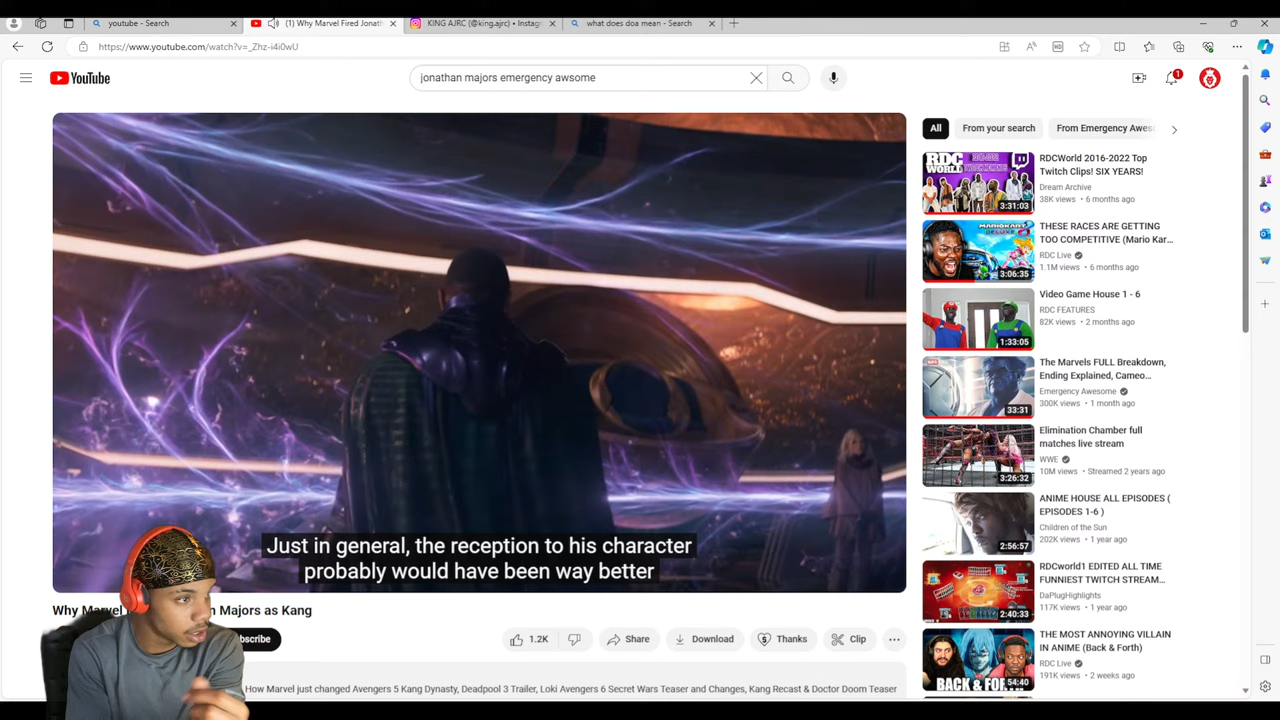 youtube - Search
(1) Why Marvel Fired Jonath
KING AJRC (@king.ajrc) • Instag
what does doa mean - Search
https://www.youtube.com/watch?v=_Zhz-i4i0wU
YouTube
jonathan majors emergency awsome
1
All
From your search
From Emergency Aweso
Just in general, the reception to his character
probably would have been way better
Why Marvel
n Majors as Kang
scribe
1.2K
Share
Download
Thanks
Clip
How Marvel just changed Avengers 5 Kang Dynasty, Deadpool 3 Trailer, Loki Avengers 6 Secret Wars Teaser and Changes, Kang Recast & Doctor Doom Teaser
RDC
WORLD
3:31:03
RDCWorld 2016-2022 Top
Twitch Clips! SIX YEARS!
Dream Archive
38K views • 6 months ago
3:06:35
THESE RACES ARE GETTING
TOO COMPETITIVE (Mario Kar...
RDC Live
1.1M views • 6 months ago
1:33:05
Video Game House 1 - 6
RDC FEATURES
82K views • 2 months ago
33:31
The Marvels FULL Breakdown,
Ending Explained, Cameo...
Emergency Awesome
300K views • 1 month ago
3:26:32
Elimination Chamber full
matches live stream
WWE
10M views • Streamed 2 years ago
2:56:57
ANIME HOUSE ALL EPISODES (
EPISODES 1-6 )
Children of the Sun
202K views • 1 year ago
2:40:33
RDCworld1 EDITED ALL TIME
FUNNIEST TWITCH STREAM...
DaPlugHighlights
117K views • 1 year ago
BACK & FOR
54:40
THE MOST ANNOYING VILLAIN
IN ANIME (Back & Forth)
RDC Live
191K views • 2 weeks ago